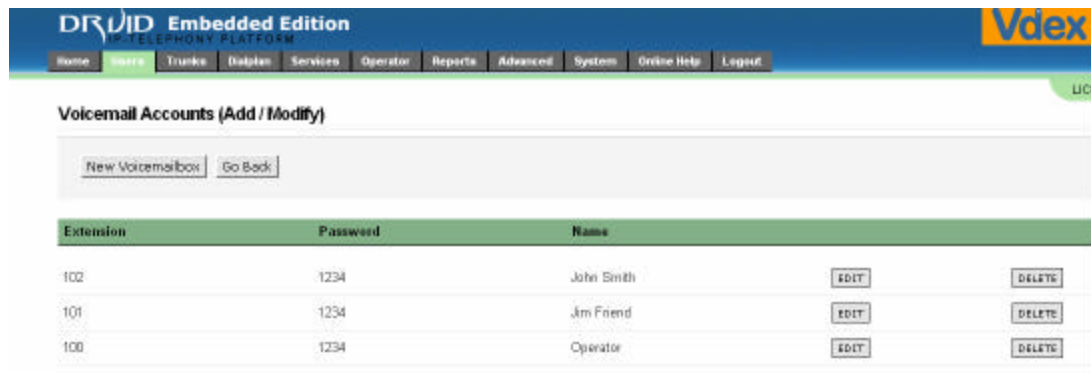 DRUID Embedded Edition
IP-TELEPHONY PLATFORM
Vdex
Home Users Trunks Dialplan Services Operator Reports Advanced System Online Help Logout
LIC
Voicemail Accounts (Add / Modify)
New Voicemailbox Go Back
Extension Password Name
102 1234 John Smith EDIT DELETE
101 1234 Jim Friend EDIT DELETE
100 1234 Operator EDIT DELETE